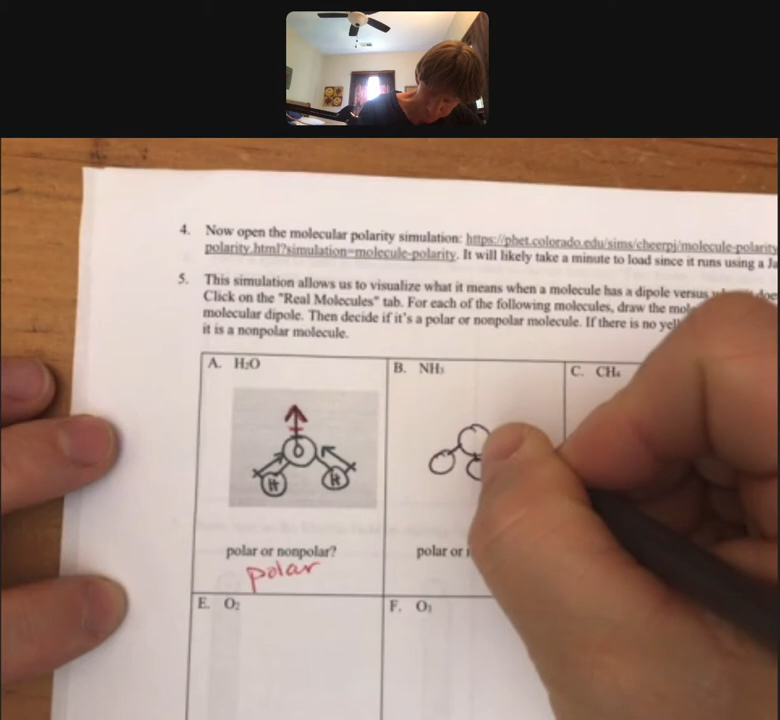 4. Now open the molecular polarity simulation: https://phet.colorado.edu/sims/cheerpj/molecule-polarity
polarity.html?simulation=molecule-polarity. It will likely take a minute to load since it runs using a Ja
5. This simulation allows us to visualize what it means when a molecule has a dipole versus
Click on the "Real Molecules" tab. For each of the following molecules, draw the mol
molecular dipole. Then decide if it's a polar or nonpolar molecule. If there is no yel
it is a nonpolar molecule.
A. H₂O
B. NH₃
C. CH₄
O
H
H
polar or nonpolar?
polar or
polar
E. O₂
F. O₃